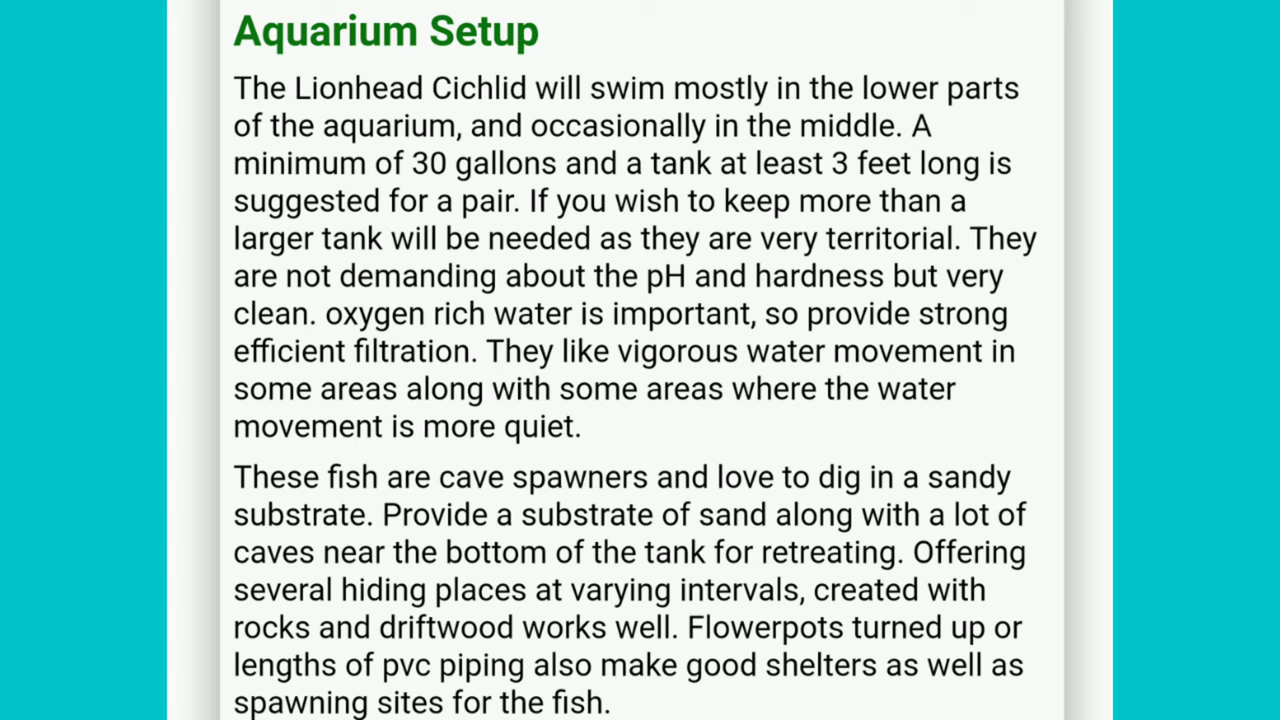 Aquarium Setup
The Lionhead Cichlid will swim mostly in the lower parts
of the aquarium, and occasionally in the middle. A
minimum of 30 gallons and a tank at least 3 feet long is
suggested for a pair. If you wish to keep more than a
larger tank will be needed as they are very territorial. They
are not demanding about the pH and hardness but very
clean. oxygen rich water is important, so provide strong
efficient filtration. They like vigorous water movement in
some areas along with some areas where the water
movement is more quiet.
These fish are cave spawners and love to dig in a sandy
substrate. Provide a substrate of sand along with a lot of
caves near the bottom of the tank for retreating. Offering
several hiding places at varying intervals, created with
rocks and driftwood works well. Flowerpots turned up or
lengths of pvc piping also make good shelters as well as
spawning sites for the fish.